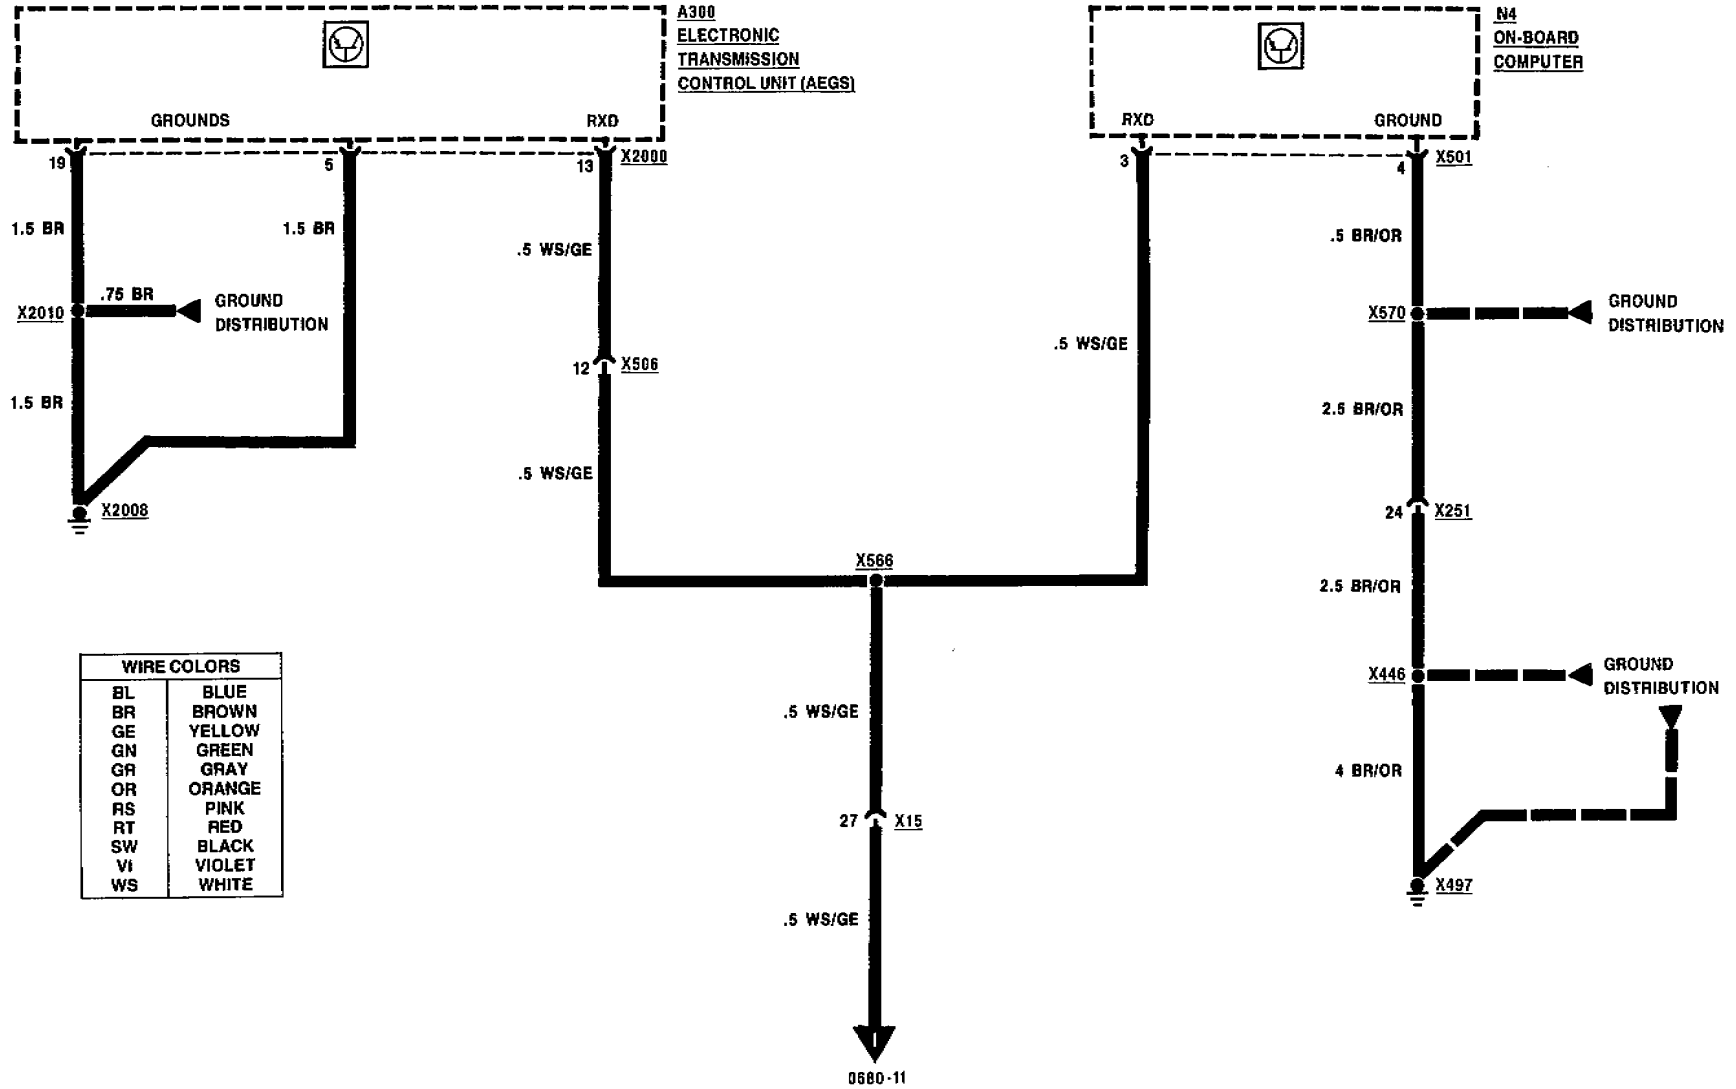 A300
ELECTRONIC
TRANSMISSION
CONTROL UNIT (AEGS)
GROUNDS
RXD
19
5
13
X2000
N4
ON-BOARD
COMPUTER
RXD
GROUND
3
4
X501
1.5 BR
1.5 BR
.5 WS/GE
.5 BR/OR
X2010
.75 BR
GROUND
DISTRIBUTION
X570
GROUND
DISTRIBUTION
.5 WS/GE
12
X506
1.5 BR
2.5 BR/OR
.5 WS/GE
X2008
24
X251
X566
2.5 BR/OR
WIRE COLORS
BL BLUE
BR BROWN
GE YELLOW
GN GREEN
GR GRAY
OR ORANGE
RS PINK
RT RED
SW BLACK
VI VIOLET
WS WHITE
X446
GROUND
DISTRIBUTION
.5 WS/GE
4 BR/OR
27
X15
X497
.5 WS/GE
0680-11